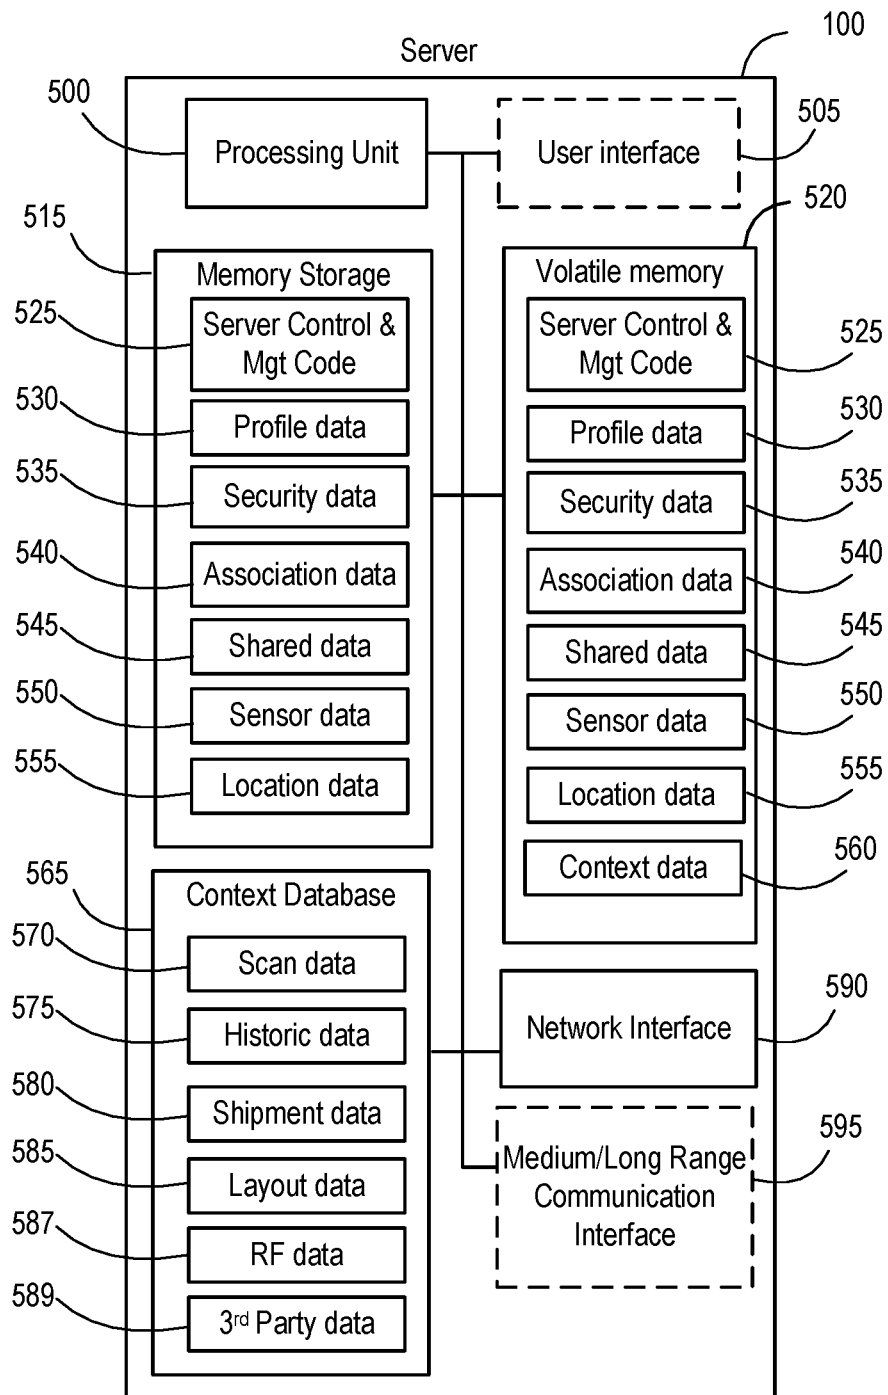 Server
100
500
Processing Unit
User interface
505
515
Memory Storage
525
Server Control &
Mgt Code
530
Profile data
535
Security data
540
Association data
545
Shared data
550
Sensor data
555
Location data
520
Volatile memory
Server Control &
Mgt Code
525
Profile data
530
Security data
535
Association data
540
Shared data
545
Sensor data
550
Location data
555
Context data
560
565
Context Database
570
Scan data
575
Historic data
580
Shipment data
585
Layout data
587
RF data
589
3rd Party data
Network Interface
590
Medium/Long Range
Communication
Interface
595